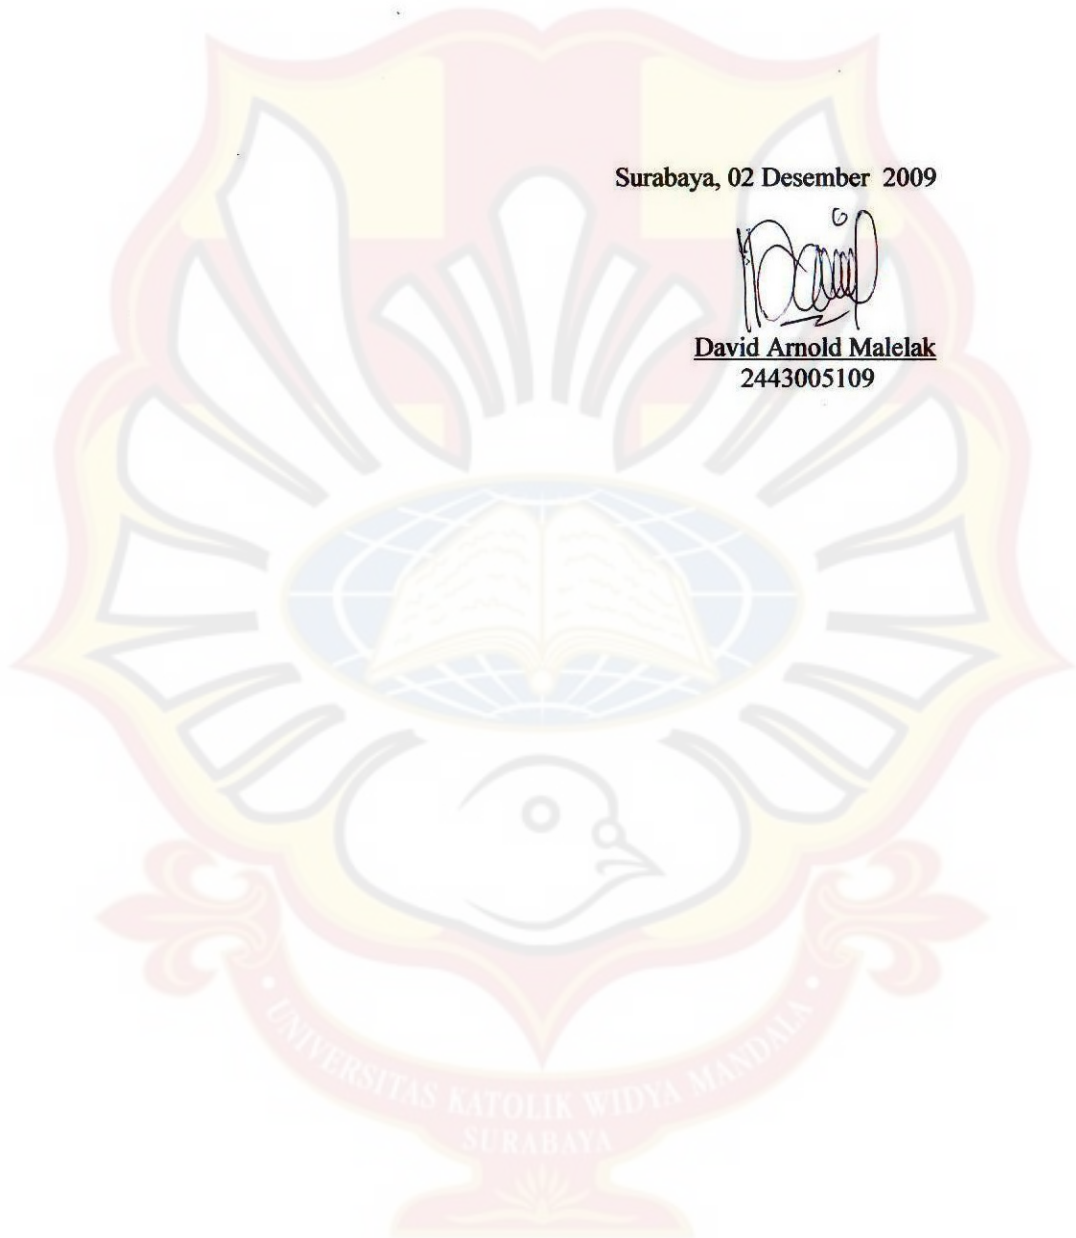 Surabaya, 02 Desember 2009
David Arnold Malelak
2443005109
UNIVERSITAS KATOLIK WIDYA MANDALA
SURABAYA